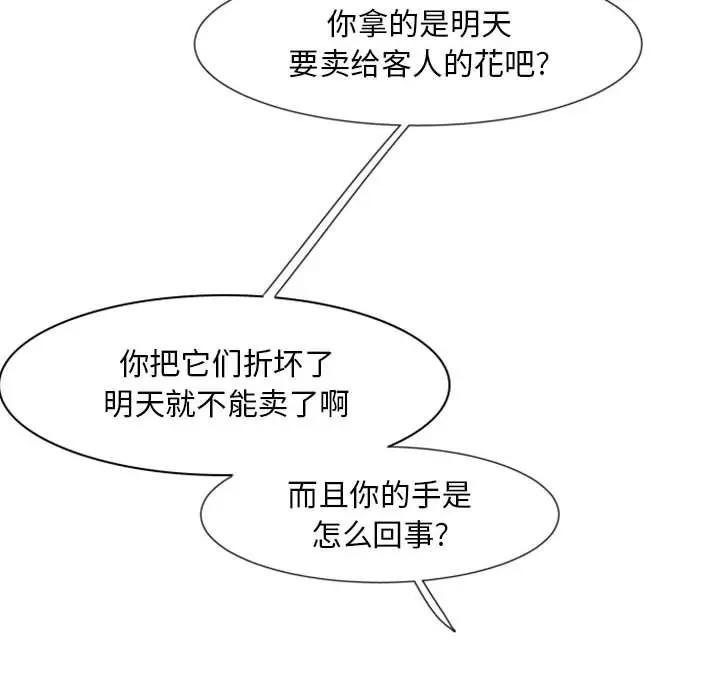 你拿的是明天
要卖给客人的花吧?
你把它们折坏了
明天就不能卖了啊
而且你的手是
怎么回事?